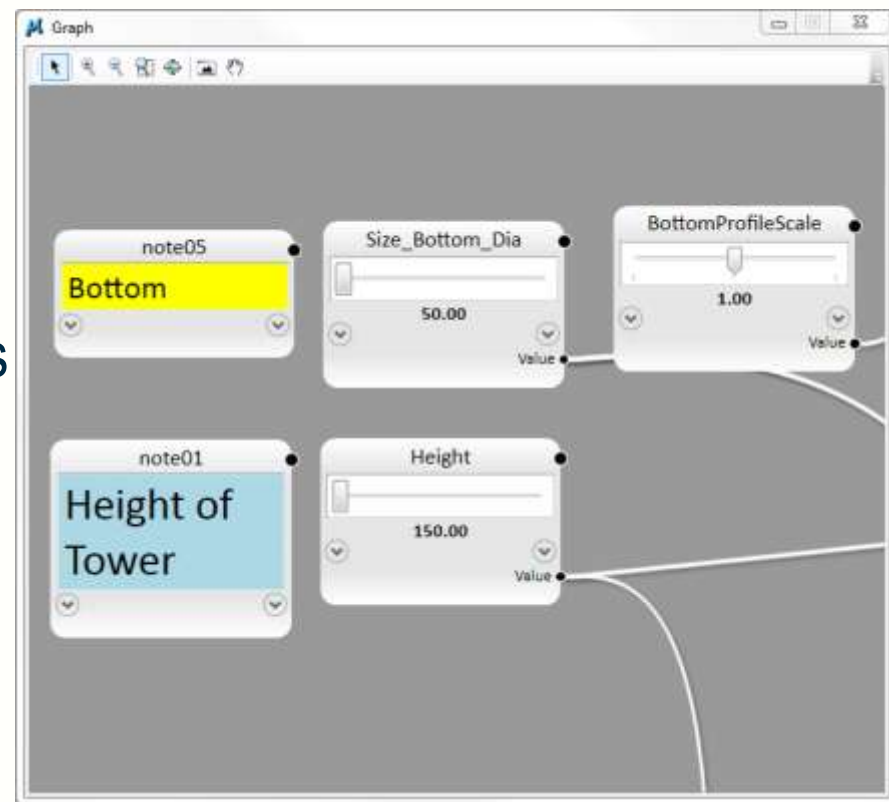 Graph
note05
Bottom
Size_Bottom_Dia
50.00
Value
BottomProfileScale
1.00
Value
s
note01
Height of
Tower
Height
150.00
Value